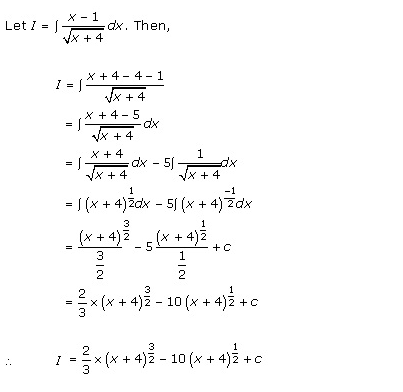 Let I = ∫ (x − 1)/√(x + 4) dx. Then,
I = ∫ (x + 4 − 4 − 1)/√(x + 4)
= ∫ (x + 4 − 5)/√(x + 4) dx
= ∫ (x + 4)/√(x + 4) dx − 5∫ 1/√(x + 4) dx
= ∫ (x + 4)^(1/2) dx − 5∫ (x + 4)^(−1/2) dx
= (x + 4)^(3/2)/(3/2) − 5 (x + 4)^(1/2)/(1/2) + c
= 2/3 × (x + 4)^(3/2) − 10 (x + 4)^(1/2) + c
∴ I = 2/3 × (x + 4)^(3/2) − 10 (x + 4)^(1/2) + c